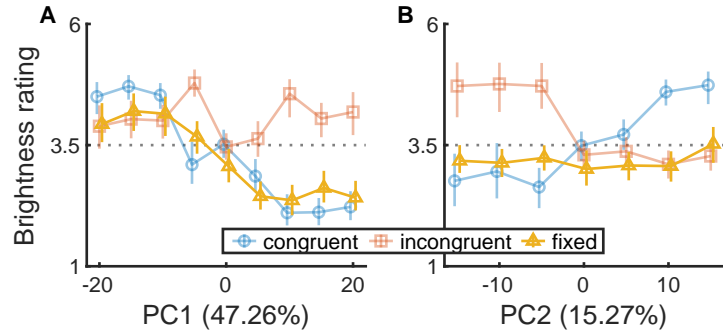 A
B
Brightness rating
6
3.5
1
-20
0
20
PC1 (47.26%)
6
3.5
1
-10
0
10
PC2 (15.27%)
congruent incongruent fixed